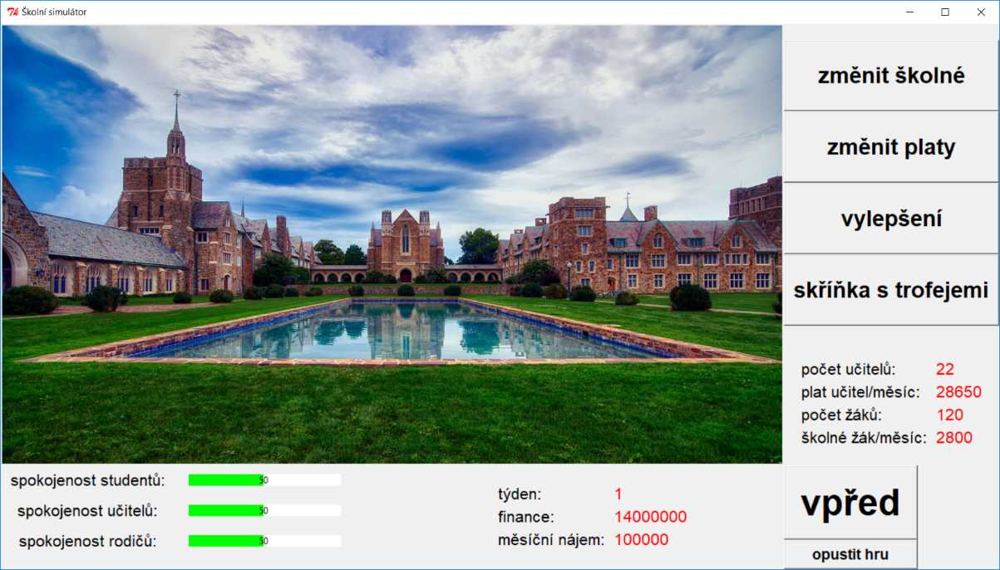 Školní simulátor
změnit školné
změnit platy
vylepšení
skříňka s trofejemi
počet učitelů: 22
plat učitel/měsíc: 28650
počet žáků: 120
školné žák/měsíc: 2800
spokojenost studentů: 50
spokojenost učitelů: 50
spokojenost rodičů: 50
týden: 1
finance: 14000000
měsíční nájem: 100000
vpřed
opustit hru